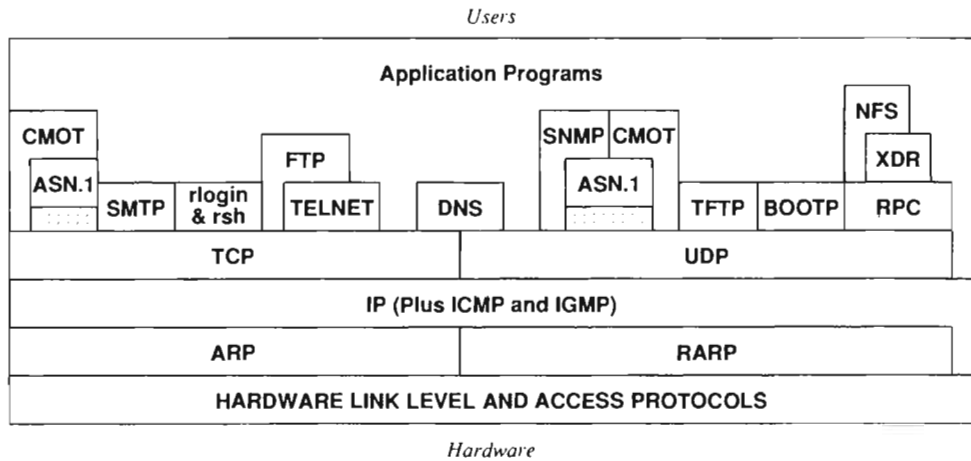 Users
Application Programs
NFS
CMOT
SNMP
CMOT
FTP
XDR
ASN.1
ASN.1
SMTP
rlogin
& rsh
TELNET
DNS
TFTP
BOOTP
RPC
TCP
UDP
IP (Plus ICMP and IGMP)
ARP
RARP
HARDWARE LINK LEVEL AND ACCESS PROTOCOLS
Hardware